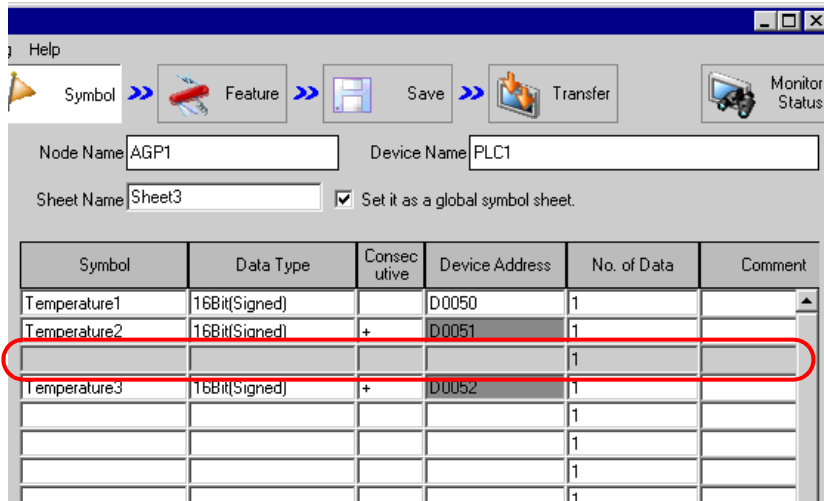 Help
Symbol
Feature
Save
Transfer
Monitor
Status
Node Name AGP1 Device Name PLC1
Sheet Name Sheet3 Set it as a global symbol sheet.
Symbol Data Type Consec
utive Device Address No. of Data Comment
Temperature1 16Bit(Signed) D0050 1
Temperature2 16Bit(Signed) + D0051 1
1
Temperature3 16Bit(Signed) + D0052 1
1
1
1
1